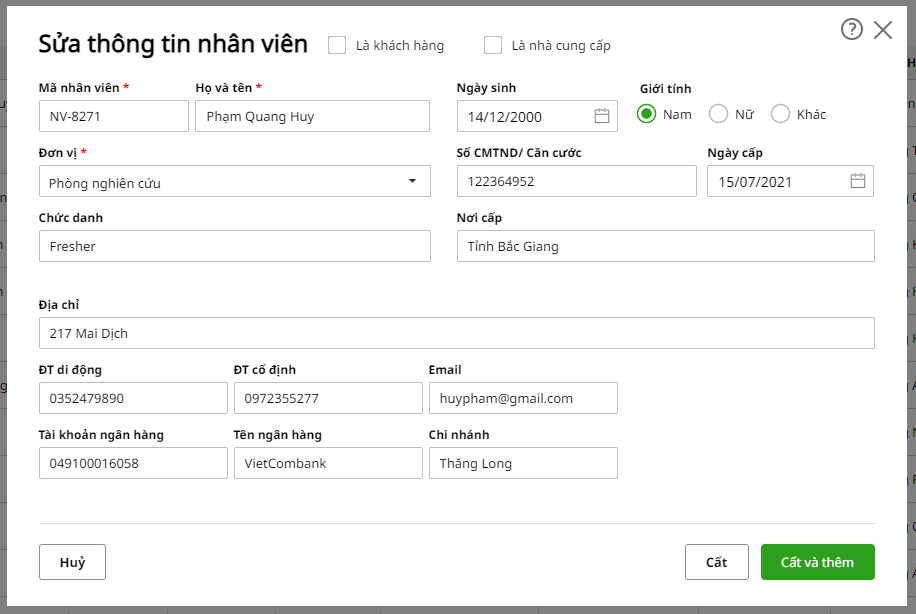 Sửa thông tin nhân viên Là khách hàng Là nhà cung cấp
Mã nhân viên * Họ và tên * Ngày sinh Giới tính
NV-8271 Phạm Quang Huy 14/12/2000 Nam Nữ Khác
Đơn vị * Số CMTND/ Căn cước Ngày cấp
Phòng nghiên cứu 122364952 15/07/2021
Chức danh Nơi cấp
Fresher Tỉnh Bắc Giang
Địa chỉ
217 Mai Dịch
ĐT di động ĐT cố định Email
0352479890 0972355277 huypham@gmail.com
Tài khoản ngân hàng Tên ngân hàng Chi nhánh
049100016058 VietCombank Thăng Long
Huỷ Cất Cất và thêm